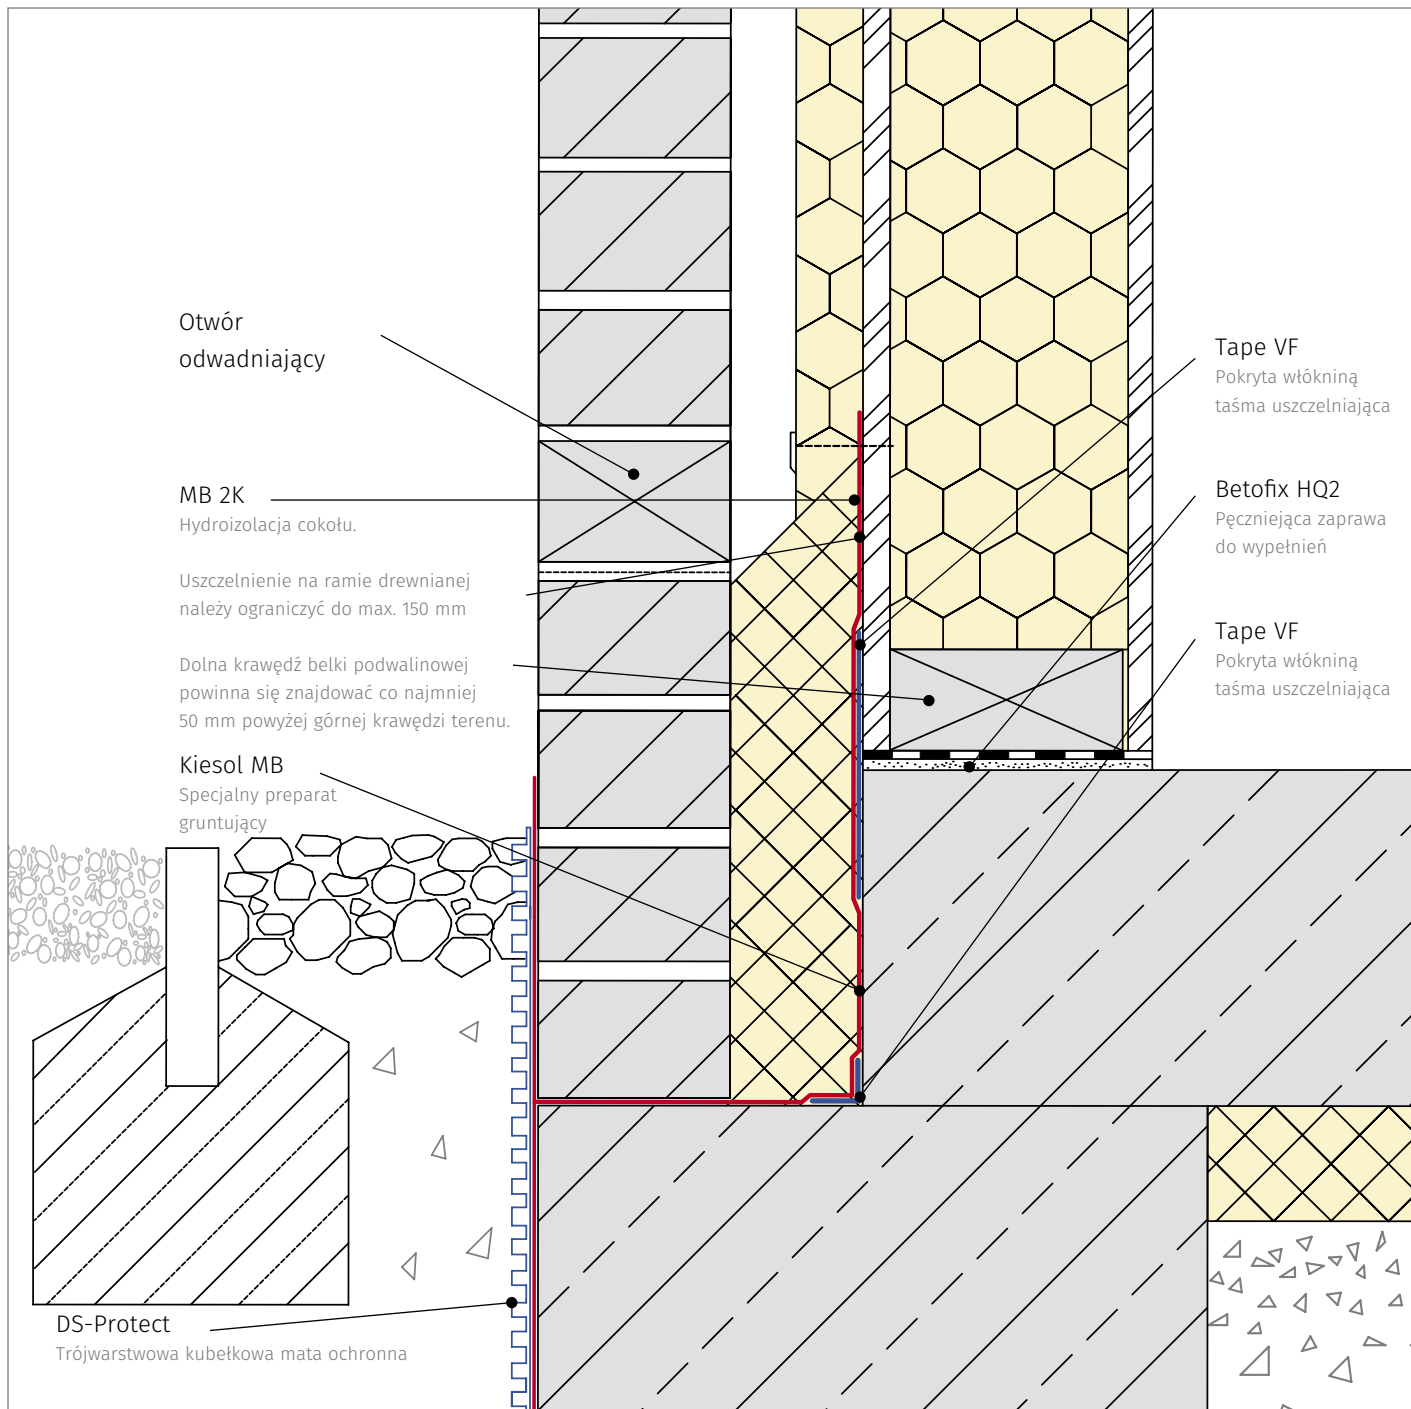 Otwór
odwadniający
MB 2K
Hydroizolacja cokołu.
Uszczelnienie na ramie drewnianej
należy ograniczyć do max. 150 mm
Dolna krawędź belki podwalinowej
powinna się znajdować co najmniej
50 mm powyżej górnej krawędzi terenu.
Kiesol MB
Specjalny preparat
gruntujący
DS-Protect
Trójwarstwowa kubełkowa mata ochronna
Tape VF
Pokryta włókniną
taśma uszczelniająca
Betofix HQ2
Pęczniejąca zaprawa
do wypełnień
Tape VF
Pokryta włókniną
taśma uszczelniająca